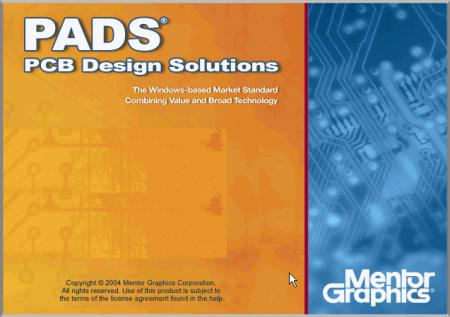 PADS®
PCB Design Solutions
The Windows-based Market Standard
Combining Value and Broad Technology
Copyright © 2004 Mentor Graphics Corporation.
All rights reserved. Use of this product is subject to
the terms of the license agreement found in the help.
Mentor
Graphics®